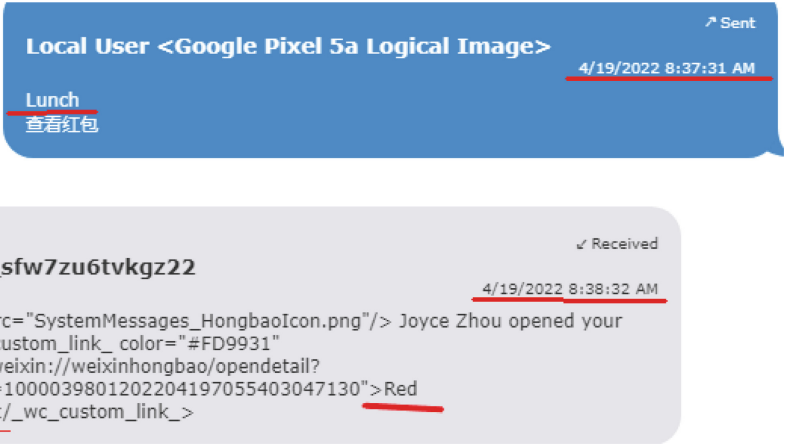 ↗ Sent
Local User <Google Pixel 5a Logical Image>
4/19/2022 8:37:31 AM
Lunch
查看红包
↙ Received
_sfw7zu6tvkgz22
4/19/2022 8:38:32 AM
rc="SystemMessages_HongbaoIcon.png"/> Joyce Zhou opened your
custom_link_ color="#FD9931"
weixin://weixinhongbao/opendetail?
=1000039801202204197055403047130">Red
t/_wc_custom_link_>